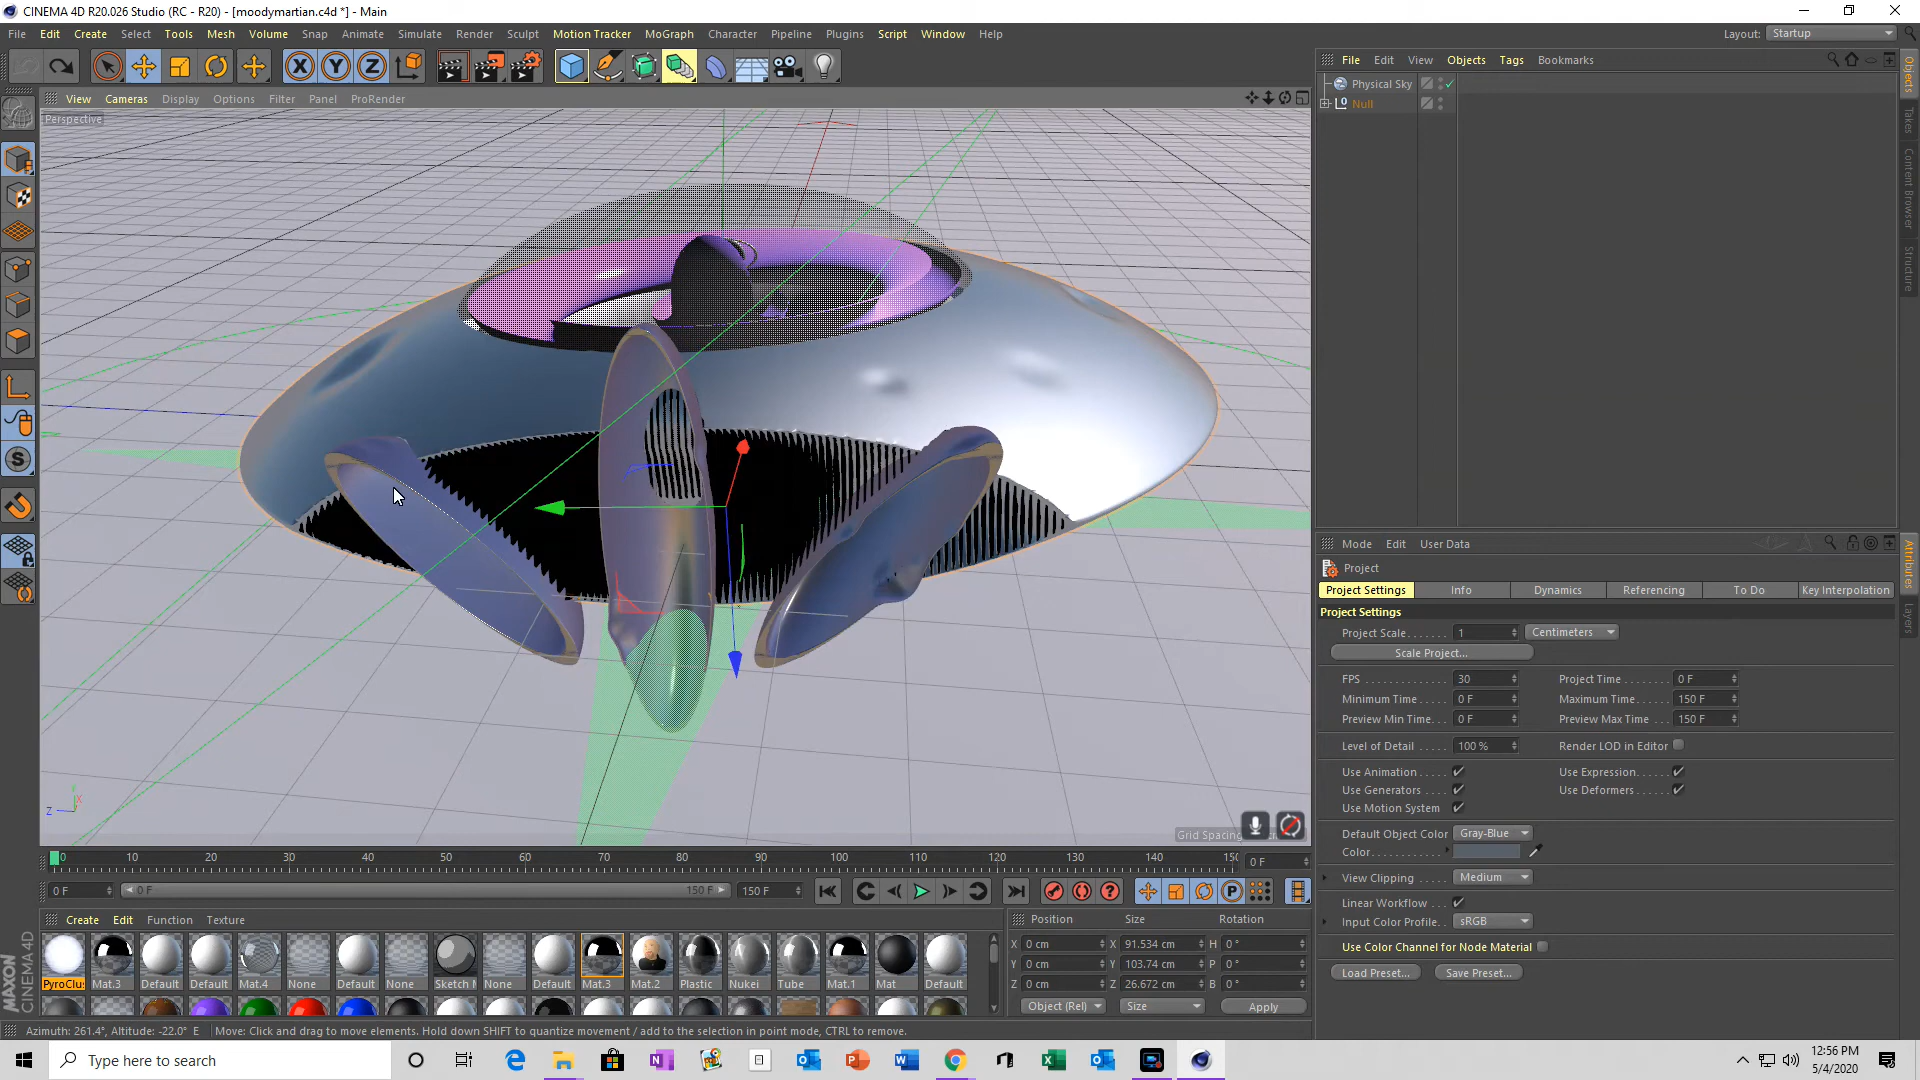 CINEMA 4D R20.026 Studio (RC - R20) - [moodymartian.c4d *] - Main
File Edit Create Select Tools Mesh Volume Snap Animate Simulate Render Sculpt Motion Tracker MoGraph Character Pipeline Plugins Script Window Help
Layout: Startup
View Cameras Display Options Filter Panel ProRender
Perspective
File Edit View Objects Tags Bookmarks
Physical Sky
Null
Objects
Takes
Content Browser
Structure
Mode Edit User Data
Project
Project Settings Info Dynamics Referencing To Do Key Interpolation
Project Settings
Project Scale 1 Centimeters
Scale Project...
FPS 30 Project Time 0 F
Minimum Time 0 F Maximum Time 150 F
Preview Min Time 0 F Preview Max Time 150 F
Level of Detail 100 % Render LOD in Editor
Use Animation Use Expression
Use Generators Use Deformers
Use Motion System
Default Object Color Gray-Blue
Color
View Clipping Medium
Linear Workflow
Input Color Profile sRGB
Use Color Channel for Node Material
Load Preset... Save Preset...
Attributes
Layers
Grid Spacing
Z Y X
0 10 20 30 40 50 60 70 80 90 100 110 120 130 140 150 0 F
0 F 0 F 150 F 150 F
Create Edit Function Texture
PyroClus Mat.3 Default Default Mat.4 None Default None Sketch M None Default Mat.3 Mat.2 Plastic Nukei Tube Mat.1 Mat Default
Position Size Rotation
X 0 cm X 91.534 cm H 0 °
Y 0 cm Y 103.74 cm P 0 °
Z 0 cm Z 26.672 cm B 0 °
Object (Rel) Size Apply
MAXON
CINEMA 4D
Azimuth: 261.4°, Altitude: -22.0° E Move: Click and drag to move elements. Hold down SHIFT to quantize movement / add to the selection in point mode, CTRL to remove.
Type here to search
12:56 PM
5/4/2020